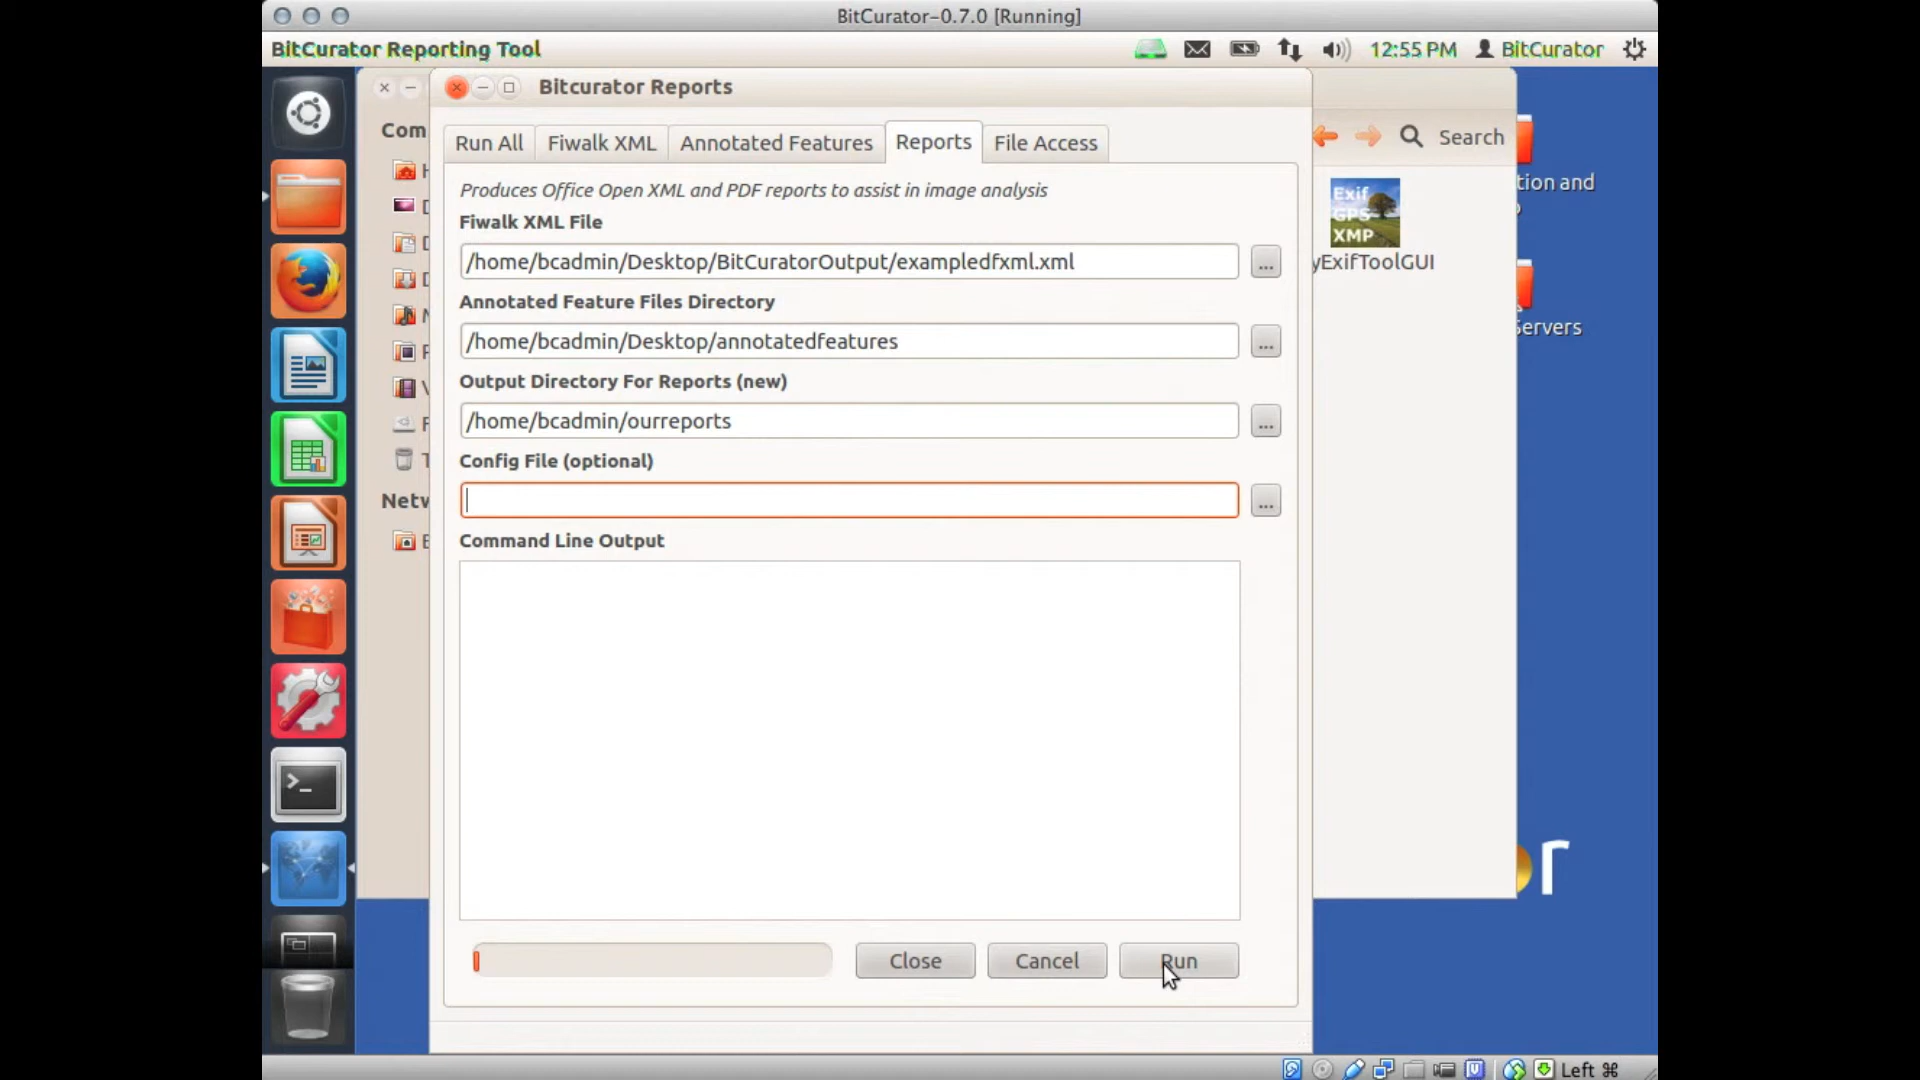 BitCurator-0.7.0 [Running]
BitCurator Reporting Tool
12:55 PM
BitCurator
Bitcurator Reports
Com
Run All
Fiwalk XML
Annotated Features
Reports
File Access
Search
Produces Office Open XML and PDF reports to assist in image analysis
tion and
Exif
GPS
XMP
Fiwalk XML File
/home/bcadmin/Desktop/BitCuratorOutput/exampledfxml.xml
...
yExifToolGUI
Annotated Feature Files Directory
Servers
/home/bcadmin/Desktop/annotatedfeatures
...
Output Directory For Reports (new)
/home/bcadmin/ourreports
...
Config File (optional)
...
Netw
Command Line Output
>_
or
Close
Cancel
Run
Left ⌘